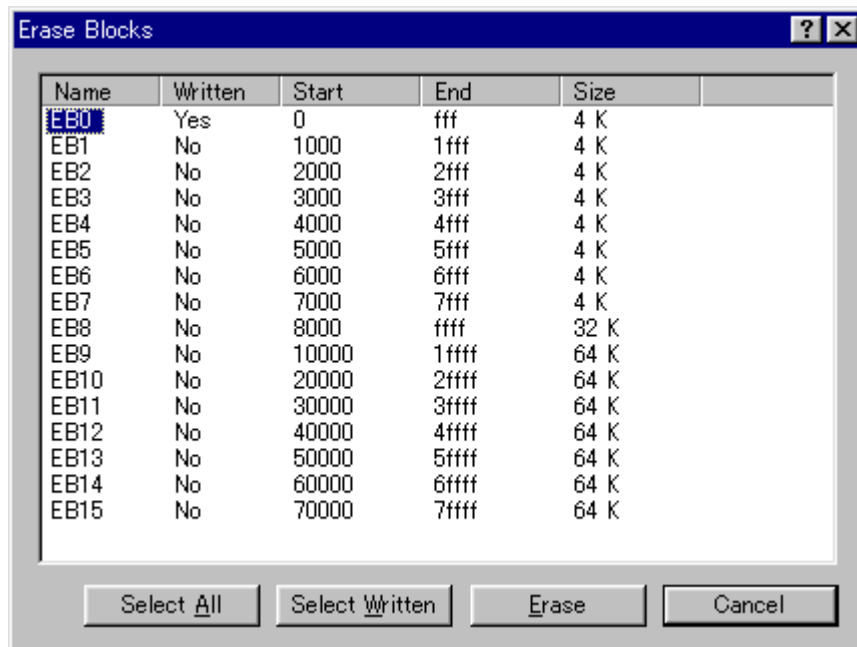 Erase Blocks
Name Written Start End Size
EB0 Yes 0 fff 4 K
EB1 No 1000 1fff 4 K
EB2 No 2000 2fff 4 K
EB3 No 3000 3fff 4 K
EB4 No 4000 4fff 4 K
EB5 No 5000 5fff 4 K
EB6 No 6000 6fff 4 K
EB7 No 7000 7fff 4 K
EB8 No 8000 ffff 32 K
EB9 No 10000 1ffff 64 K
EB10 No 20000 2ffff 64 K
EB11 No 30000 3ffff 64 K
EB12 No 40000 4ffff 64 K
EB13 No 50000 5ffff 64 K
EB14 No 60000 6ffff 64 K
EB15 No 70000 7ffff 64 K
Select All Select Written Erase Cancel